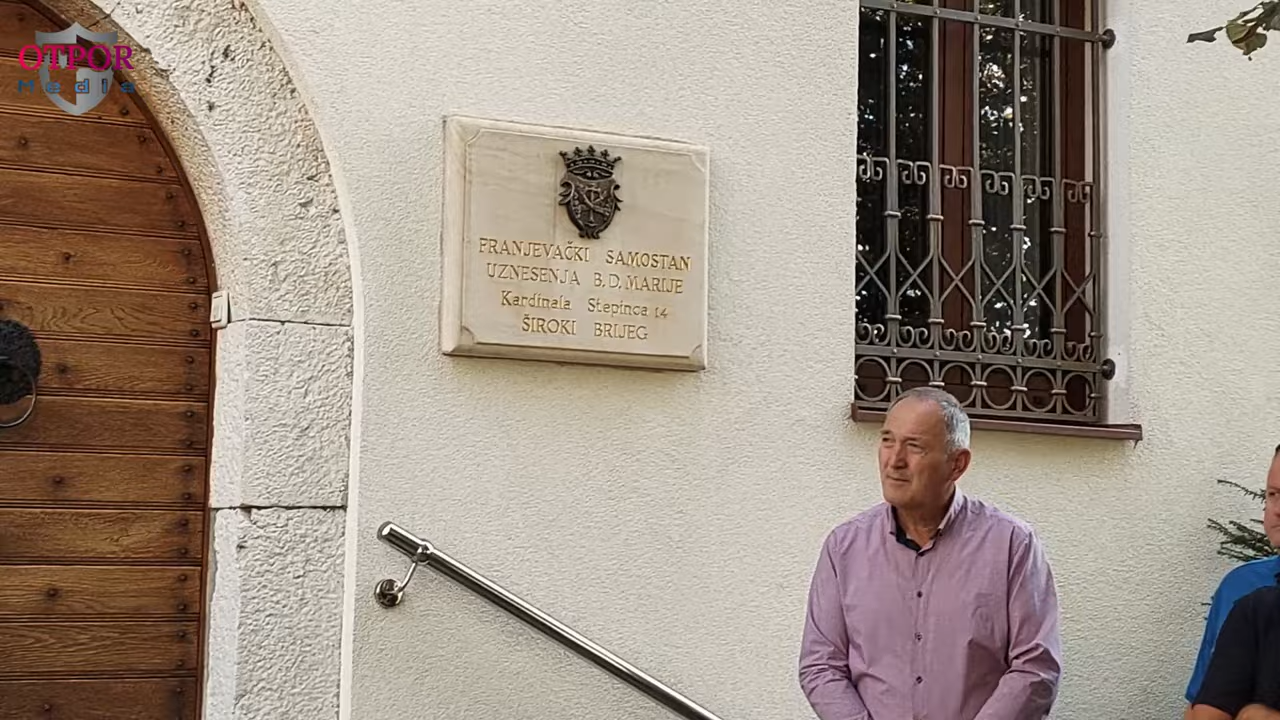 OTPOR
Media
FRANJEVAČKI SAMOSTAN
UZNESENJA B.D. MARIJE
Kardinala Stepinca 14
ŠIROKI BRIJEG